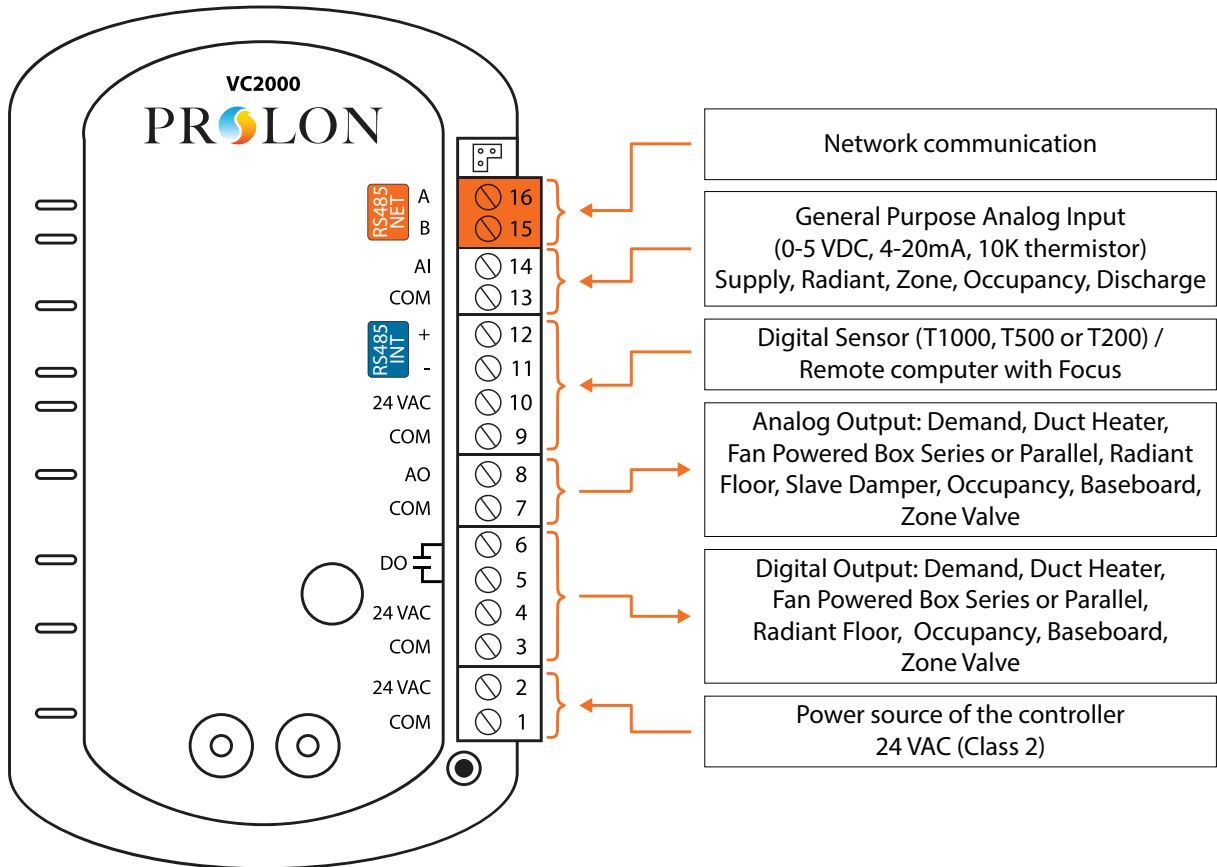 VC2000
PROLON
RS485 NET
A 16
B 15
AI 14
COM 13
RS485 INT
+ 12
- 11
24 VAC 10
COM 9
AO 8
COM 7
6
DO
5
24 VAC 4
COM 3
24 VAC 2
COM 1
Network communication
General Purpose Analog Input
(0-5 VDC, 4-20mA, 10K thermistor)
Supply, Radiant, Zone, Occupancy, Discharge
Digital Sensor (T1000, T500 or T200) /
Remote computer with Focus
Analog Output: Demand, Duct Heater,
Fan Powered Box Series or Parallel, Radiant
Floor, Slave Damper, Occupancy, Baseboard,
Zone Valve
Digital Output: Demand, Duct Heater,
Fan Powered Box Series or Parallel,
Radiant Floor, Occupancy, Baseboard,
Zone Valve
Power source of the controller
24 VAC (Class 2)